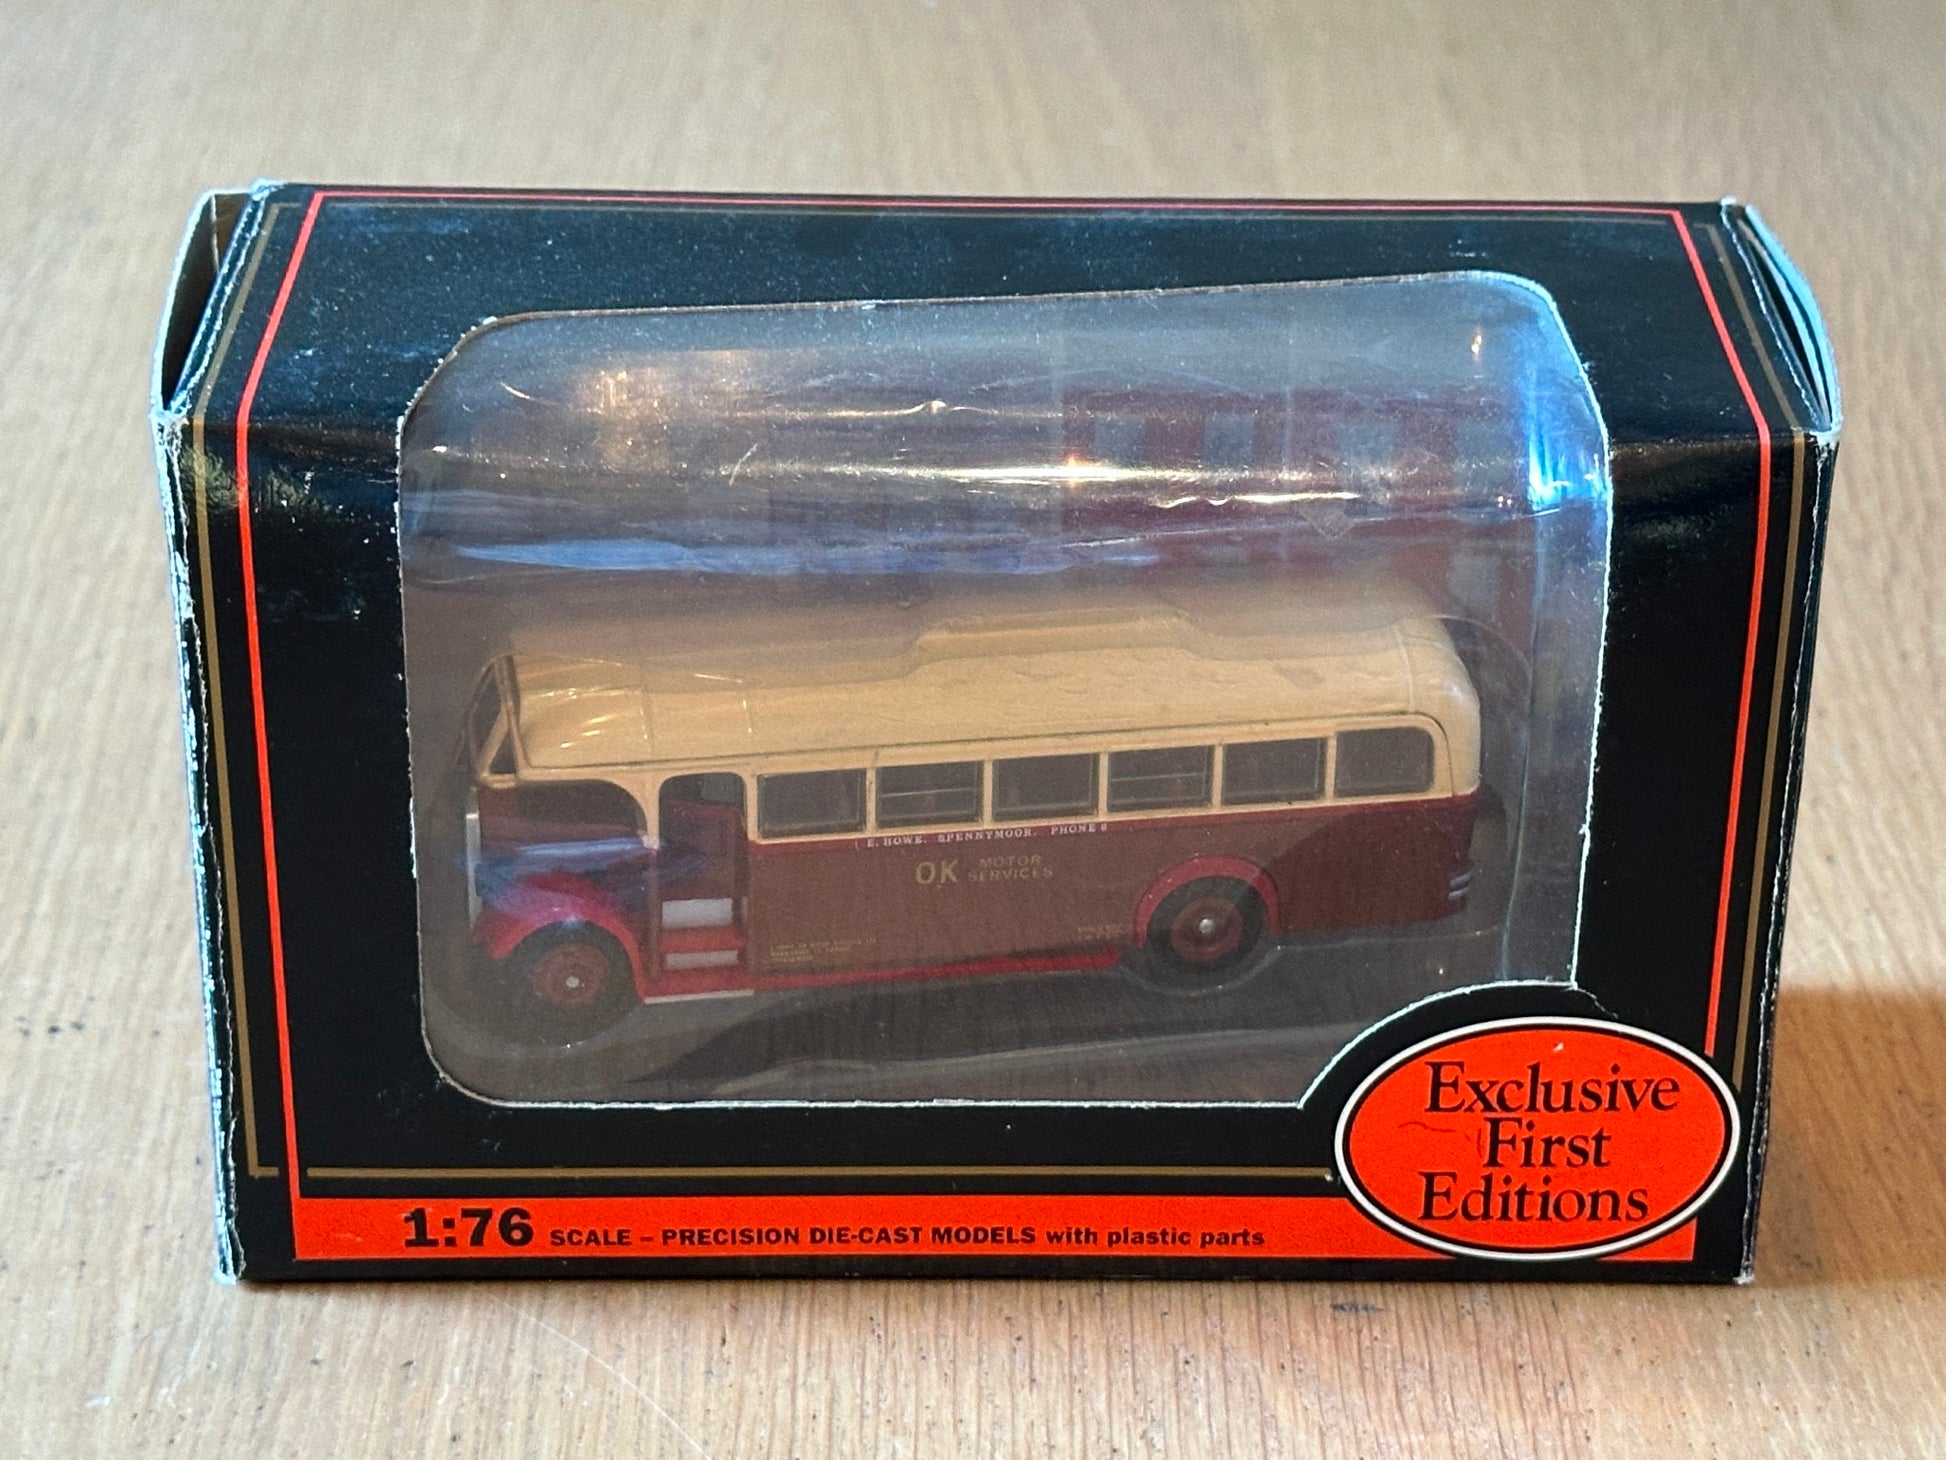 E. HOWE. SPENNYMOOR. PHONE 6
OK MOTOR
SERVICES
Exclusive
First
Editions
1:76 SCALE – PRECISION DIE-CAST MODELS with plastic parts